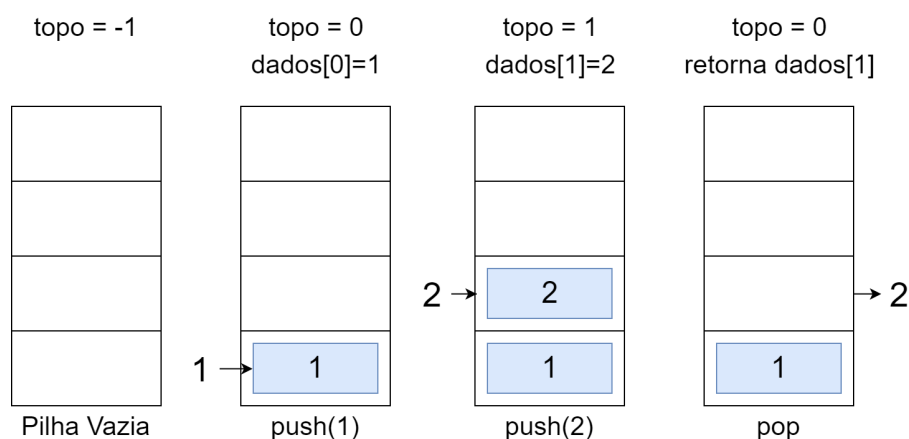 topo = -1
topo = 0
dados[0]=1
topo = 1
dados[1]=2
topo = 0
retorna dados[1]
1
1
2
2
1
2
1
Pilha Vazia
push(1)
push(2)
pop